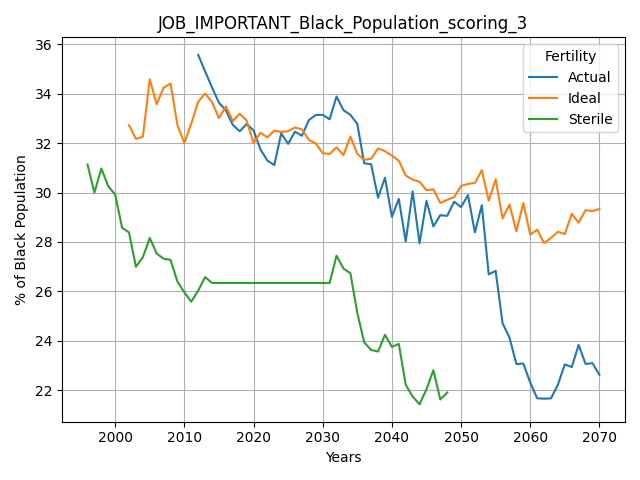 JOB_IMPORTANT_Black_Population_scoring_3
Fertility
Actual
Ideal
Sterile
% of Black Population
36
34
32
30
28
26
24
22
2000 2010 2020 2030 2040 2050 2060 2070
Years